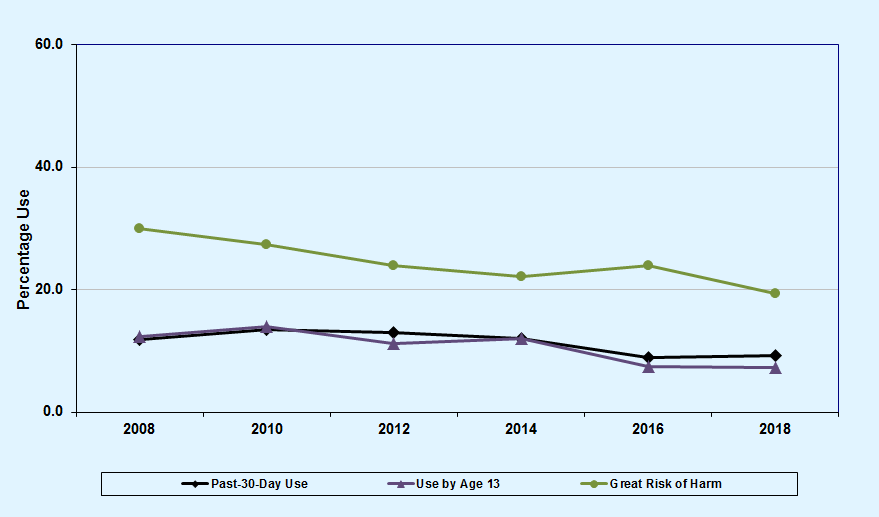 60.0
40.0
20.0
0.0
Percentage Use
2008 2010 2012 2014 2016 2018
Past-30-Day Use Use by Age 13 Great Risk of Harm